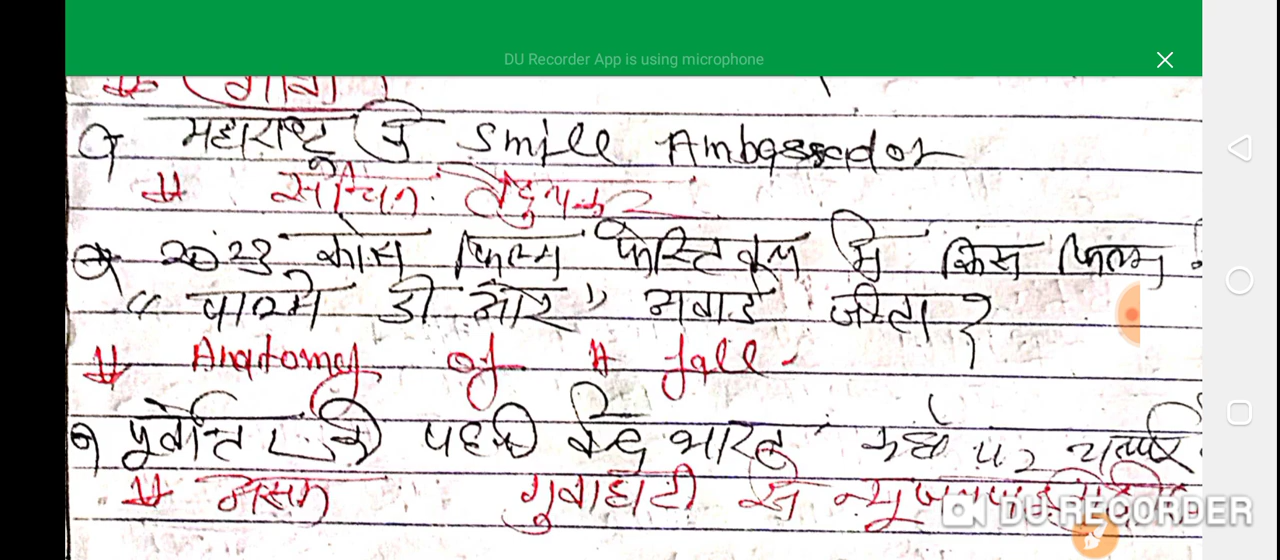 DU Recorder App is using microphone
# (गोवा)
Q महाराष्ट्र के Smile Ambassador
# सचिन तेंदुलकर
Q 2023 कांस फिल्म फेस्टिवल में किस फिल्म
" पाल्मे डी ओर " अवार्ड जीता ?
# Anatomy of A fall -
Q पूर्वोत्तर की पहली वंदे भारत कहाँ पर
# असम गुवाहाटी से
DU RECORDER